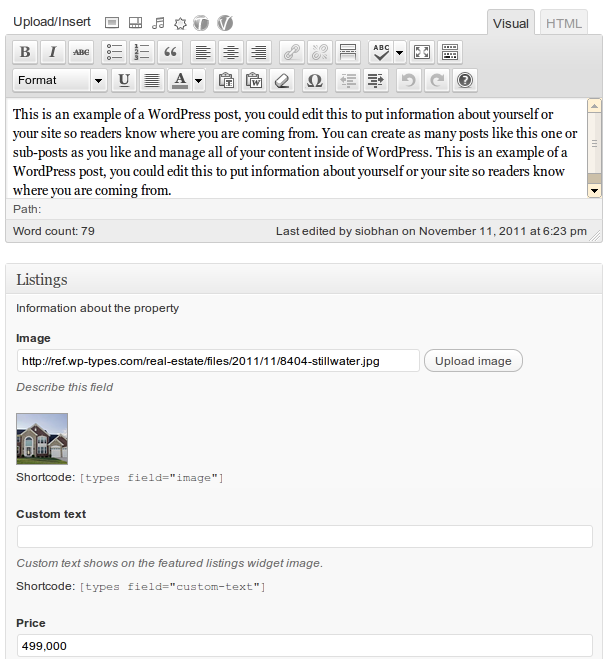 Upload/Insert
Visual HTML
B I ABC ABC
Format U A T W Ω ?
This is an example of a WordPress post, you could edit this to put information about yourself or
your site so readers know where you are coming from. You can create as many posts like this one or
sub-posts as you like and manage all of your content inside of WordPress. This is an example of a
WordPress post, you could edit this to put information about yourself or your site so readers know
where you are coming from.
Path:
Word count: 79 Last edited by siobhan on November 11, 2011 at 6:23 pm
Listings
Information about the property
Image
http://ref.wp-types.com/real-estate/files/2011/11/8404-stillwater.jpg Upload image
Describe this field
Shortcode: [types field="image"]
Custom text
Custom text shows on the featured listings widget image.
Shortcode: [types field="custom-text"]
Price
499,000